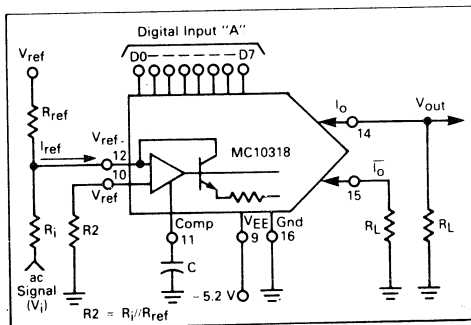 Digital Input "A"
D0 D7
Vref
Rref
Iref
Vref-
12
MC10318
Io
14
Vout
10
Vref
Io
15
Ri
R2
Comp
11
VEE
9
Gnd
16
RL
RL
ac
Signal
(Vi)
C
-5.2 V
R2 = Ri//Rref